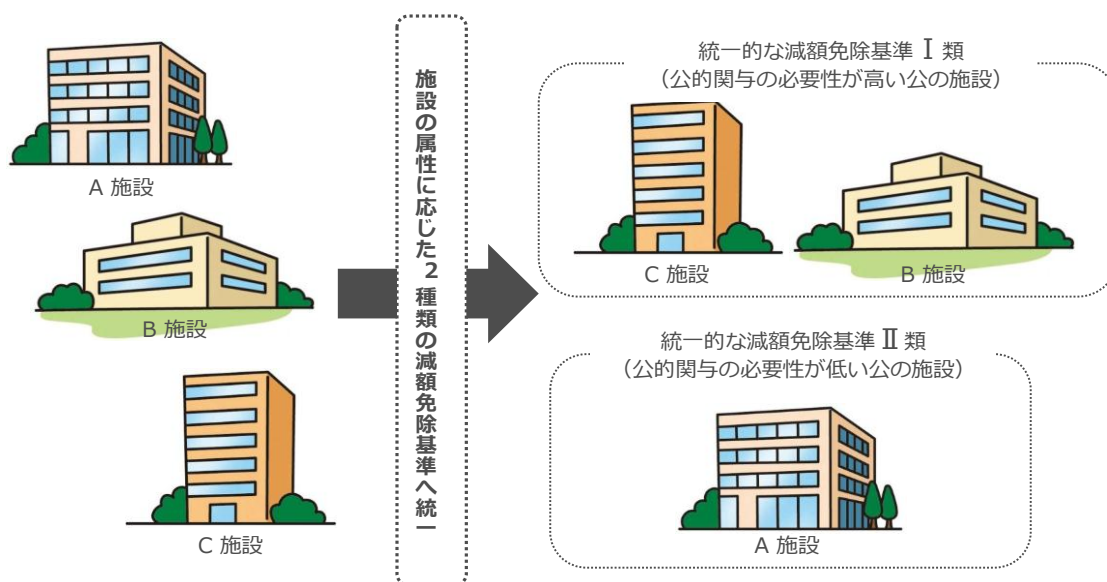 A 施設
B 施設
C 施設
施設の属性に応じた2種類の減額免除基準へ統一
統一的な減額免除基準 Ⅰ 類
（公的関与の必要性が高い公の施設）
C 施設
B 施設
統一的な減額免除基準 Ⅱ 類
（公的関与の必要性が低い公の施設）
A 施設